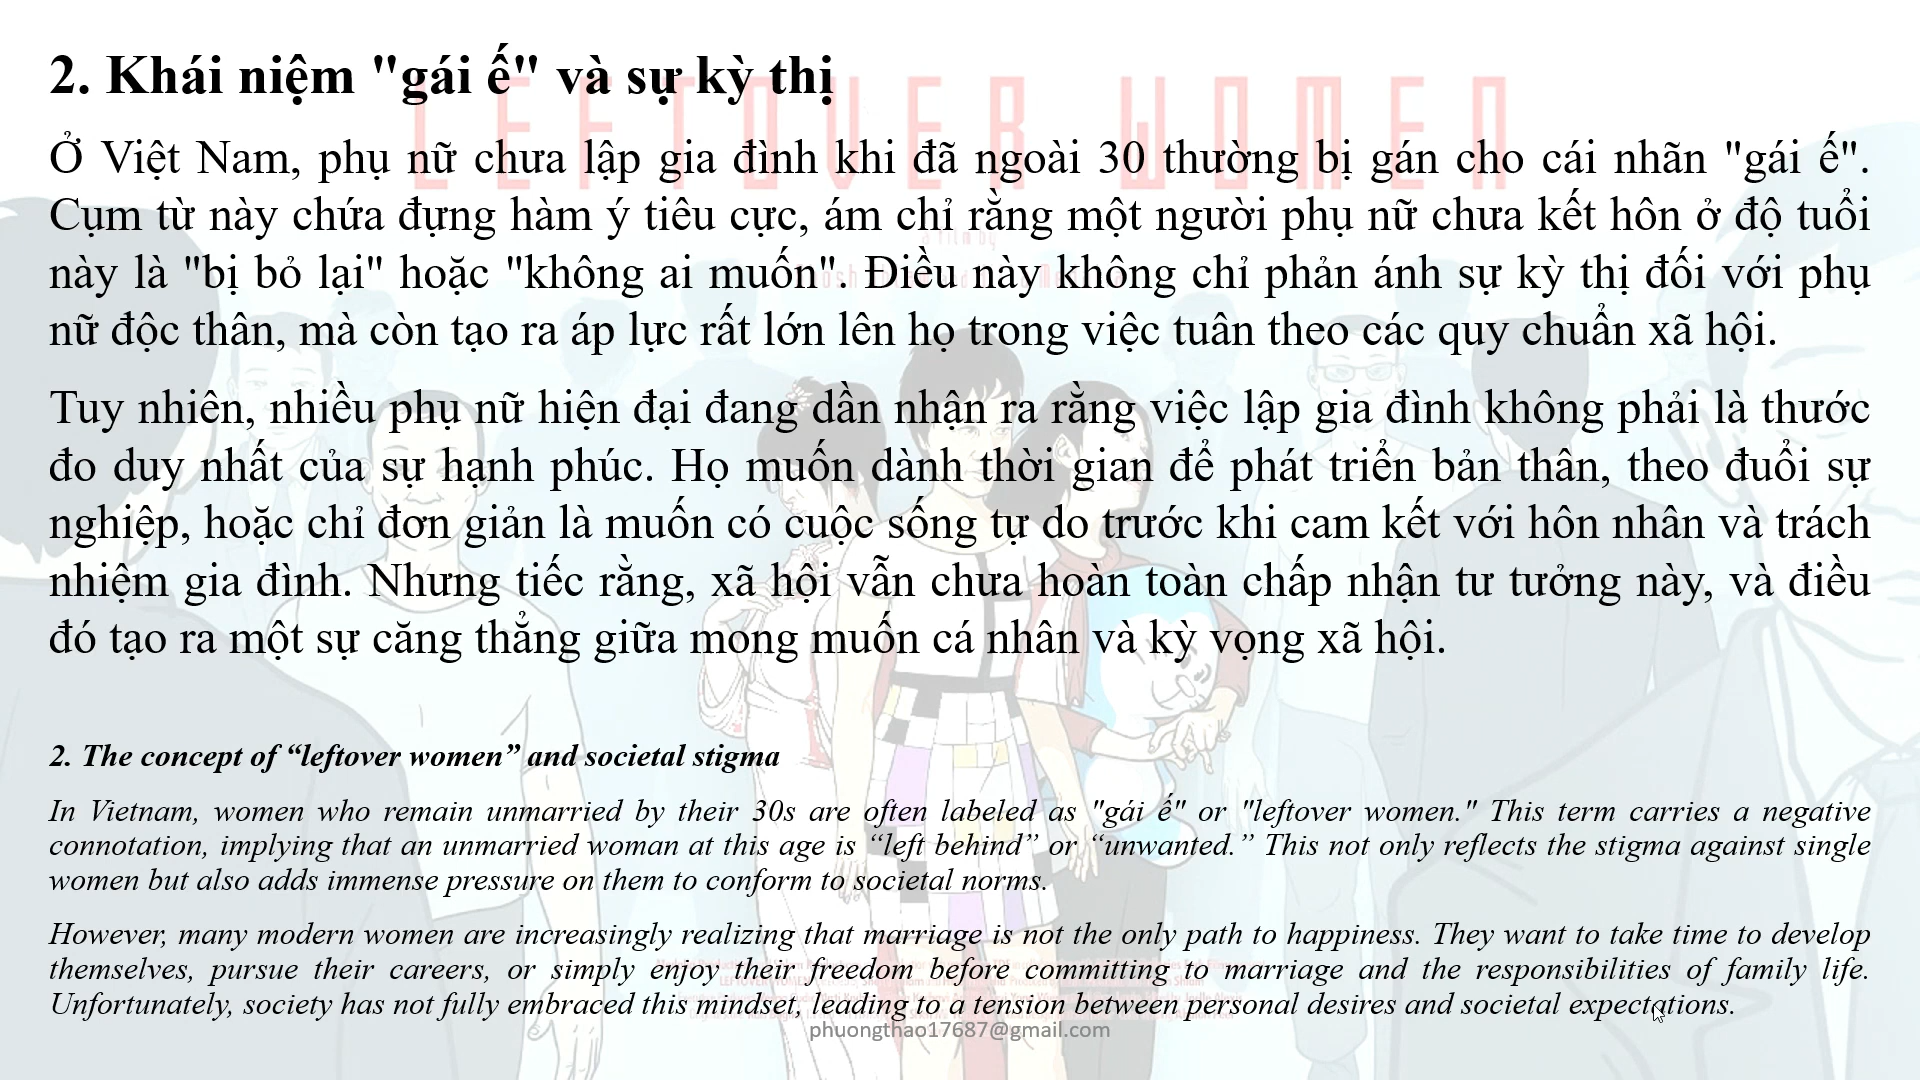 2. Khái niệm "gái ế" và sự kỳ thị
LEFTOVER WOMEN
Ở Việt Nam, phụ nữ chưa lập gia đình khi đã ngoài 30 thường bị gán cho cái nhãn "gái ế".
Cụm từ này chứa đựng hàm ý tiêu cực, ám chỉ rằng một người phụ nữ chưa kết hôn ở độ tuổi
này là "bị bỏ lại" hoặc "không ai muốn". Điều này không chỉ phản ánh sự kỳ thị đối với phụ
nữ độc thân, mà còn tạo ra áp lực rất lớn lên họ trong việc tuân theo các quy chuẩn xã hội.
Tuy nhiên, nhiều phụ nữ hiện đại đang dần nhận ra rằng việc lập gia đình không phải là thước
đo duy nhất của sự hạnh phúc. Họ muốn dành thời gian để phát triển bản thân, theo đuổi sự
nghiệp, hoặc chỉ đơn giản là muốn có cuộc sống tự do trước khi cam kết với hôn nhân và trách
nhiệm gia đình. Nhưng tiếc rằng, xã hội vẫn chưa hoàn toàn chấp nhận tư tưởng này, và điều
đó tạo ra một sự căng thẳng giữa mong muốn cá nhân và kỳ vọng xã hội.
2. The concept of “leftover women” and societal stigma
In Vietnam, women who remain unmarried by their 30s are often labeled as "gái ế" or "leftover women." This term carries a negative
connotation, implying that an unmarried woman at this age is “left behind” or “unwanted.” This not only reflects the stigma against single
women but also adds immense pressure on them to conform to societal norms.
However, many modern women are increasingly realizing that marriage is not the only path to happiness. They want to take time to develop
themselves, pursue their careers, or simply enjoy their freedom before committing to marriage and the responsibilities of family life.
Unfortunately, society has not fully embraced this mindset, leading to a tension between personal desires and societal expectations.
phuongthao17687@gmail.com